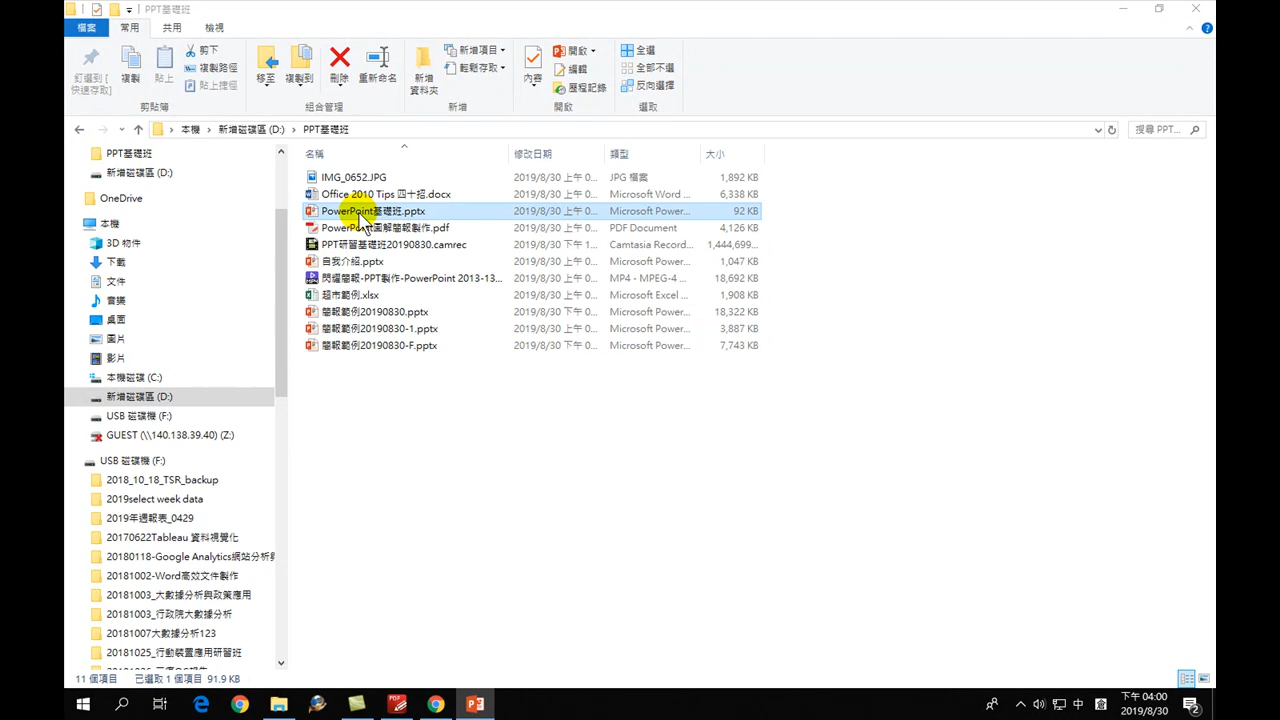 PPT基礎班
檔案 常用 共用 檢視
釘選到 [快速存取] 複製 貼上 剪下 複製路徑 貼上捷徑 移至 複製到 刪除 重新命名 新增資料夾 新增項目 輕鬆存取 內容 開啟 編輯 歷程記錄 全選 全部不選 反向選擇
剪貼簿 組合管理 新增 開啟 選取
本機 新增磁碟區 (D:) PPT基礎班 搜尋 PPT...
名稱 修改日期 類型 大小
IMG_0652.JPG 2019/8/30 上午 0... JPG 檔案 1,892 KB
Office 2010 Tips 四十招.docx 2019/8/30 上午 0... Microsoft Word ... 6,338 KB
PowerPoint基礎班.pptx 2019/8/30 上午 0... Microsoft Power... 92 KB
PowerPoint圖解簡報製作.pdf 2019/8/30 上午 0... PDF Document 4,126 KB
PPT研習基礎班20190830.camrec 2019/8/30 下午 1... Camtasia Record... 1,444,699...
自我介紹.pptx 2019/8/30 上午 0... Microsoft Power... 1,047 KB
閃耀簡報-PPT製作-PowerPoint 2013-13... 2019/8/30 上午 0... MP4 - MPEG-4 ... 18,692 KB
超市範例.xlsx 2019/8/30 上午 0... Microsoft Excel ... 1,908 KB
簡報範例20190830.pptx 2019/8/30 上午 0... Microsoft Power... 18,322 KB
簡報範例20190830-1.pptx 2019/8/30 上午 0... Microsoft Power... 3,887 KB
簡報範例20190830-F.pptx 2019/8/30 下午 0... Microsoft Power... 7,743 KB
PPT基礎班
新增磁碟區 (D:)
OneDrive
本機
3D 物件
下載
文件
音樂
桌面
圖片
影片
本機磁碟 (C:)
新增磁碟區 (D:)
USB 磁碟機 (F:)
GUEST (\\140.138.39.40) (Z:)
USB 磁碟機 (F:)
2018_10_18_TSR_backup
2019select week data
2019年週報表_0429
20170622Tableau 資料視覺化
20180118-Google Analytics網站分析與
20181002-Word高效文件製作
20181003_大數據分析與政策應用
20181003_行政院大數據分析
20181007大數據分析123
20181025_行動裝置應用研習班
11 個項目 已選取 1 個項目 91.9 KB
下午 04:00
2019/8/30
2